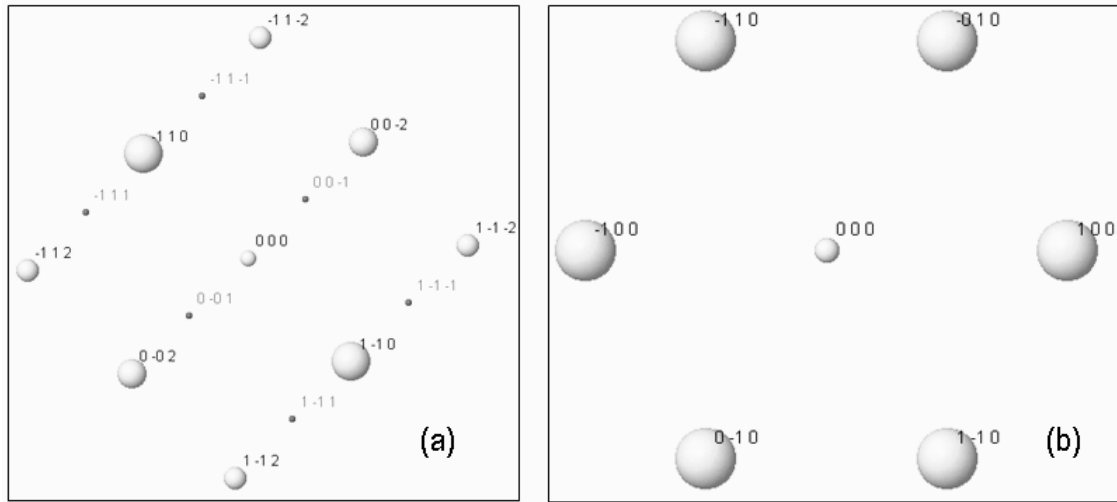 -1 1 -2
-1 1 -1
-1 1 0
0 0 -2
-1 1 1
0 0 -1
-1 1 2
0 0 0
1 -1 -2
0 -0 1
1 -1 -1
0 -0 2
1 -1 0
1 -1 1
1 -1 2
(a)
-1 1 0
-0 1 0
-1 0 0
0 0 0
1 0 0
0 -1 0
1 -1 0
(b)